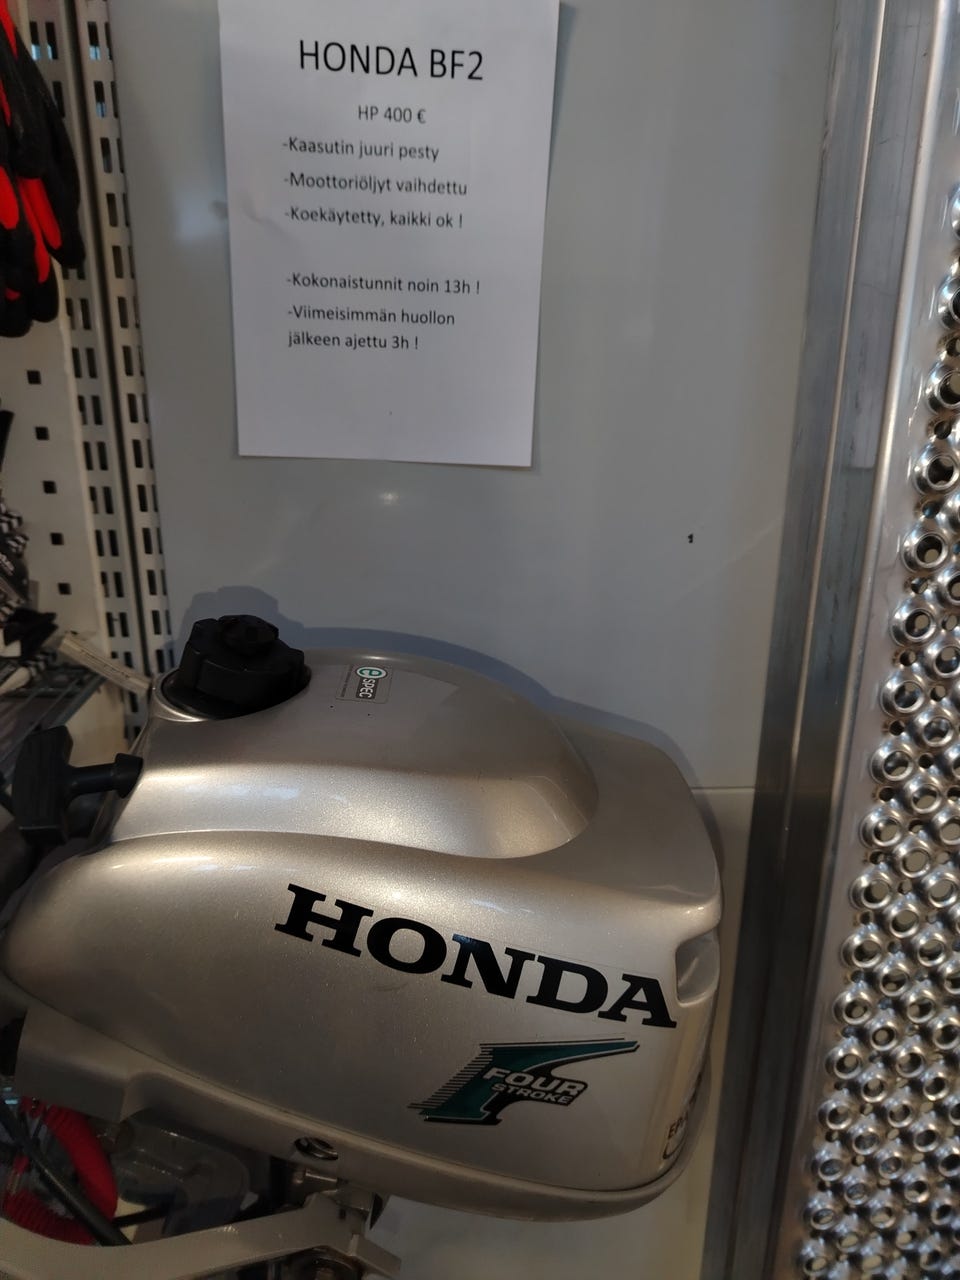 HONDA BF2
HP 400 €
-Kaasutin juuri pesty
-Moottoriöljyt vaihdettu
-Koekäytetty, kaikki ok !
-Kokonaistunnit noin 13h !
-Viimeisimmän huollon
jälkeen ajettu 3h !
e SPEC
HONDA
FOUR
STROKE